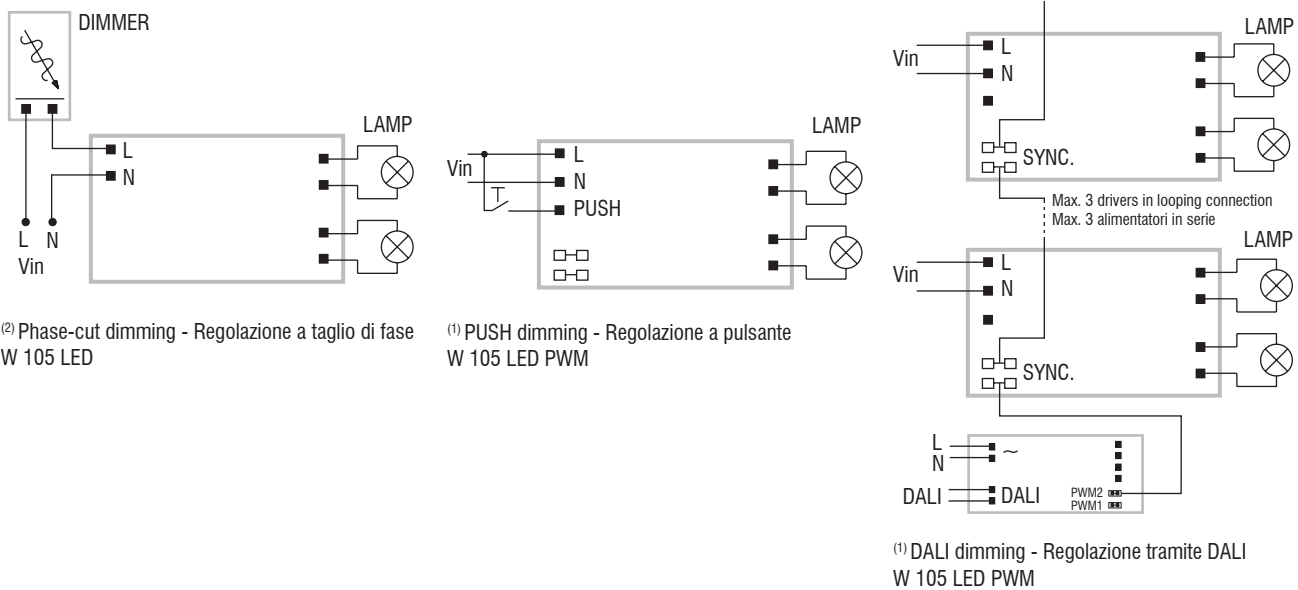 DIMMER
LAMP
L
N
L N
Vin
(2) Phase-cut dimming - Regolazione a taglio di fase
W 105 LED
LAMP
Vin
L
N
PUSH
(1) PUSH dimming - Regolazione a pulsante
W 105 LED PWM
LAMP
Vin
L
N
SYNC.
Max. 3 drivers in looping connection
Max. 3 alimentatori in serie
LAMP
Vin
L
N
SYNC.
L
N
~
DALI
DALI
PWM2
PWM1
(1) DALI dimming - Regolazione tramite DALI
W 105 LED PWM